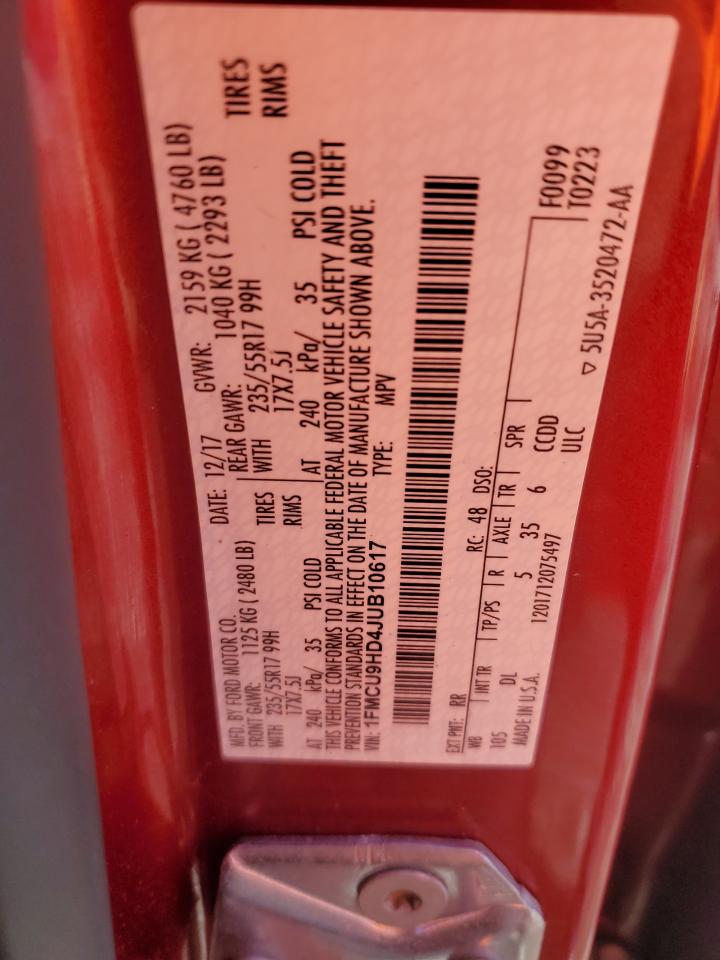 MFD. BY FORD MOTOR CO.
DATE: 12/17 GVWR: 2159 KG ( 4760 LB)
FRONT GAWR: 1125 KG ( 2480 LB) REAR GAWR: 1040 KG ( 2293 LB)
WITH 235/55R17 99H TIRES WITH 235/55R17 99H TIRES
17X7.5J RIMS 17X7.5J RIMS
AT 240 kPa/ 35 PSI COLD AT 240 kPa/ 35 PSI COLD
THIS VEHICLE CONFORMS TO ALL APPLICABLE FEDERAL MOTOR VEHICLE SAFETY AND THEFT
PREVENTION STANDARDS IN EFFECT ON THE DATE OF MANUFACTURE SHOWN ABOVE.
VIN: 1FMCU9HD4JUB10617 TYPE: MPV
EXT PNT: RR RC: 48 DSO:
WB INT TR TP/PS R AXLE TR SPR F0099
105 DL 5 35 6 CCDD T0223
MADE IN U.S.A. 1201712075497 ULC
▽ 5U5A-3520472-AA